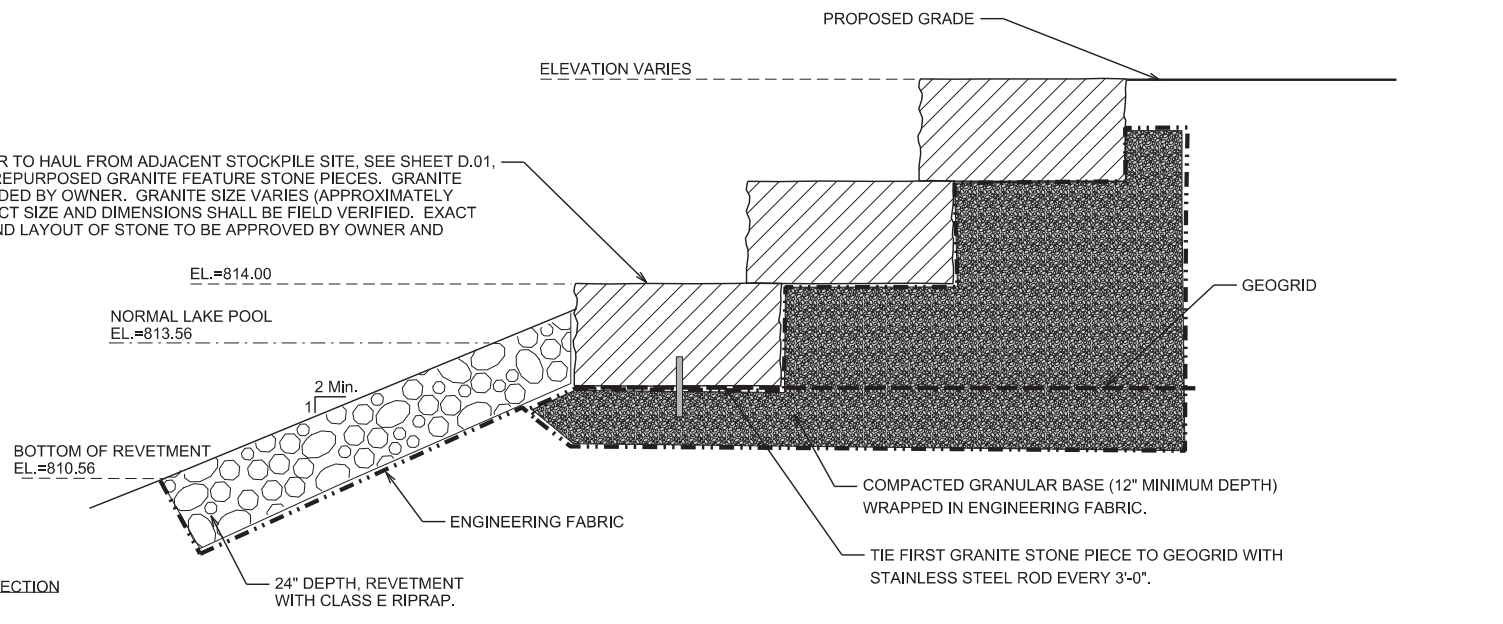 PROPOSED GRADE
ELEVATION VARIES
R TO HAUL FROM ADJACENT STOCKPILE SITE, SEE SHEET D.01,
REPURPOSED GRANITE FEATURE STONE PIECES. GRANITE
DED BY OWNER. GRANITE SIZE VARIES (APPROXIMATELY
CT SIZE AND DIMENSIONS SHALL BE FIELD VERIFIED. EXACT
ND LAYOUT OF STONE TO BE APPROVED BY OWNER AND
EL.=814.00
GEOGRID
NORMAL LAKE POOL
EL.=813.56
2 Min.
1
BOTTOM OF REVETMENT
EL.=810.56
COMPACTED GRANULAR BASE (12" MINIMUM DEPTH)
WRAPPED IN ENGINEERING FABRIC.
ENGINEERING FABRIC
TIE FIRST GRANITE STONE PIECE TO GEOGRID WITH
STAINLESS STEEL ROD EVERY 3'-0".
24" DEPTH, REVETMENT
WITH CLASS E RIPRAP.
ECTION